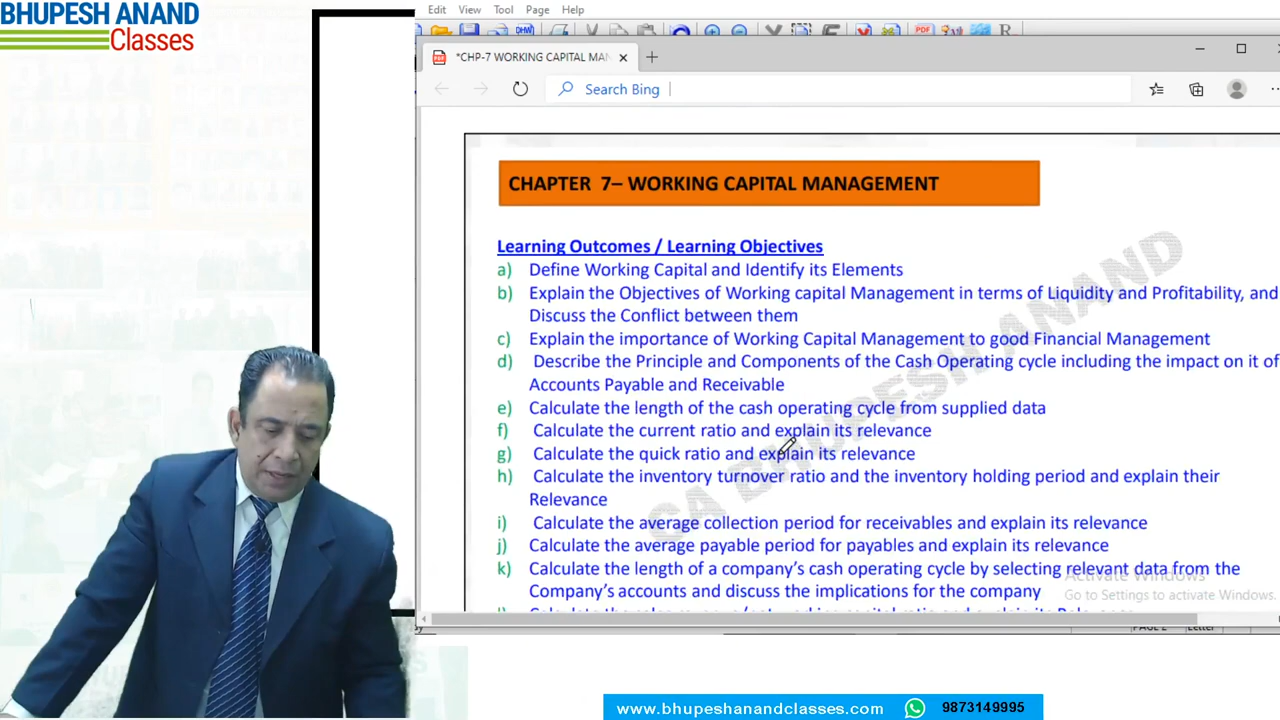 BHUPESH ANAND
Classes
Edit View Tool Page Help
*CHP-7 WORKING CAPITAL MAN
Search Bing
CHAPTER 7– WORKING CAPITAL MANAGEMENT
Learning Outcomes / Learning Objectives
a) Define Working Capital and Identify its Elements
b) Explain the Objectives of Working capital Management in terms of Liquidity and Profitability, and
Discuss the Conflict between them
c) Explain the importance of Working Capital Management to good Financial Management
d) Describe the Principle and Components of the Cash Operating cycle including the impact on it of
Accounts Payable and Receivable
e) Calculate the length of the cash operating cycle from supplied data
f) Calculate the current ratio and explain its relevance
g) Calculate the quick ratio and explain its relevance
h) Calculate the inventory turnover ratio and the inventory holding period and explain their
Relevance
i) Calculate the average collection period for receivables and explain its relevance
j) Calculate the average payable period for payables and explain its relevance
k) Calculate the length of a company's cash operating cycle by selecting relevant data from the
Company's accounts and discuss the implications for the company
CA BHUPESH ANAND
Activate Windows
Go to Settings to activate Windows.
PAGE 2 Letter
www.bhupeshanandclasses.com 9873149995